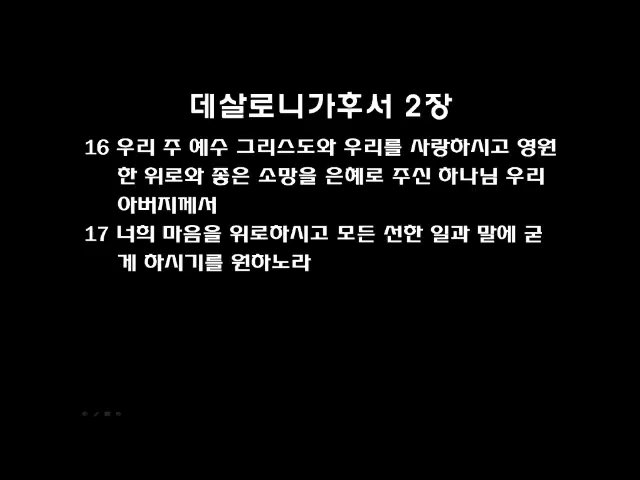 데살로니가후서 2장
16 우리 주 예수 그리스도와 우리를 사랑하시고 영원
한 위로와 좋은 소망을 은혜로 주신 하나님 우리
아버지께서
17 너희 마음을 위로하시고 모든 선한 일과 말에 굳
게 하시기를 원하노라